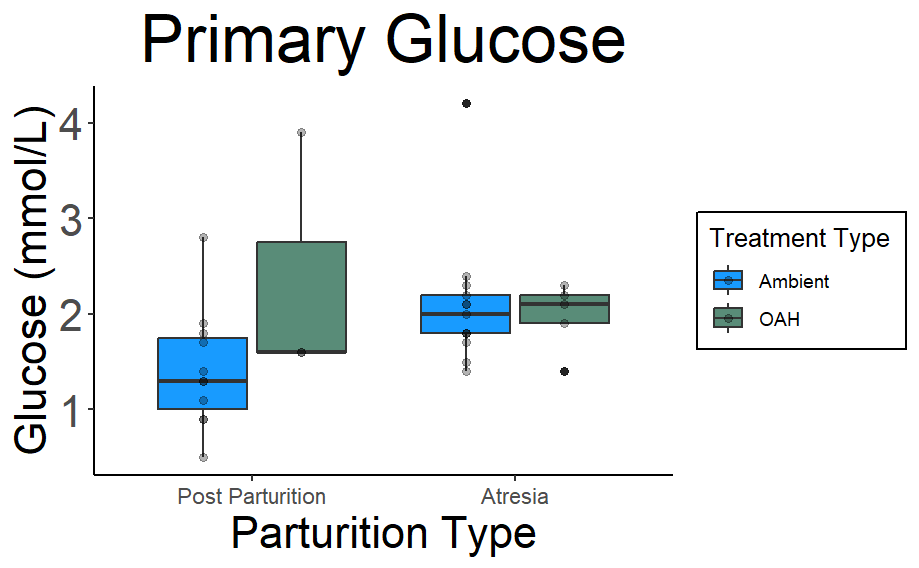 Primary Glucose
Glucose (mmol/L)
4
3
2
1
Post Parturition
Atresia
Parturition Type
Treatment Type
Ambient
OAH